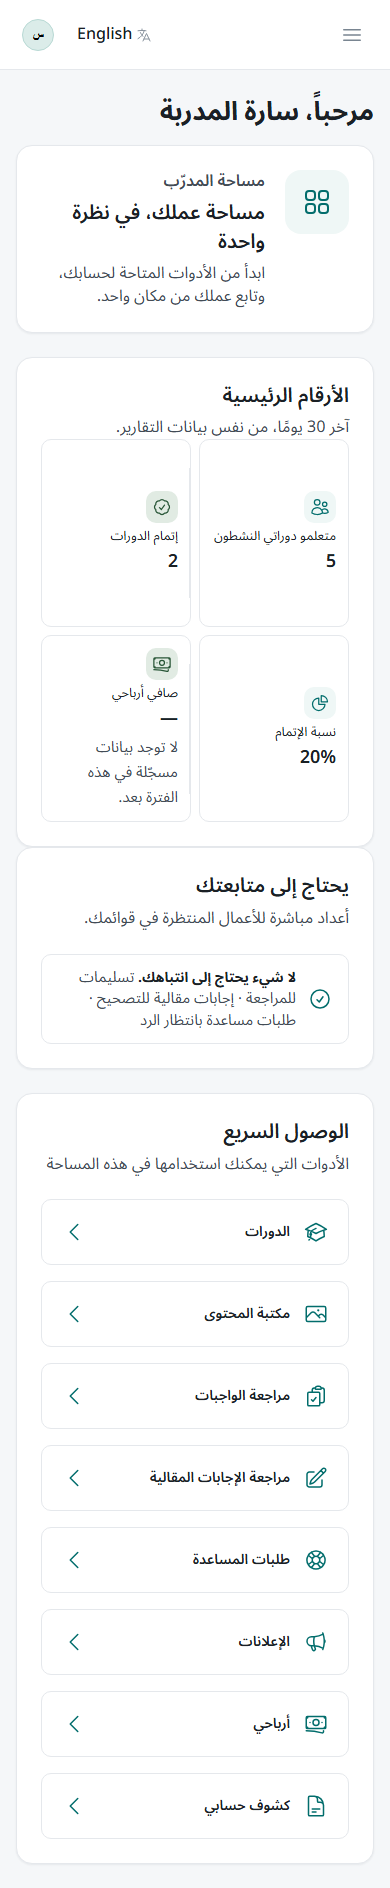 س
English
مرحباً، سارة المدربة
مساحة المدرّب
مساحة عملك، في نظرة
واحدة
ابدأ من الأدوات المتاحة لحسابك،
وتابع عملك من مكان واحد.
الأرقام الرئيسية
آخر 30 يومًا، من نفس بيانات التقارير.
متعلمو دوراتي النشطون
5
إتمام الدورات
2
نسبة الإتمام
20%
صافي أرباحي
—
لا توجد بيانات
مسجّلة في هذه
الفترة بعد.
يحتاج إلى متابعتك
أعداد مباشرة للأعمال المنتظرة في قوائمك.
لا شيء يحتاج إلى انتباهك. تسليمات
للمراجعة · إجابات مقالية للتصحيح ·
طلبات مساعدة بانتظار الرد
الوصول السريع
الأدوات التي يمكنك استخدامها في هذه المساحة
الدورات
مكتبة المحتوى
مراجعة الواجبات
مراجعة الإجابات المقالية
طلبات المساعدة
الإعلانات
أرباحي
كشوف حسابي